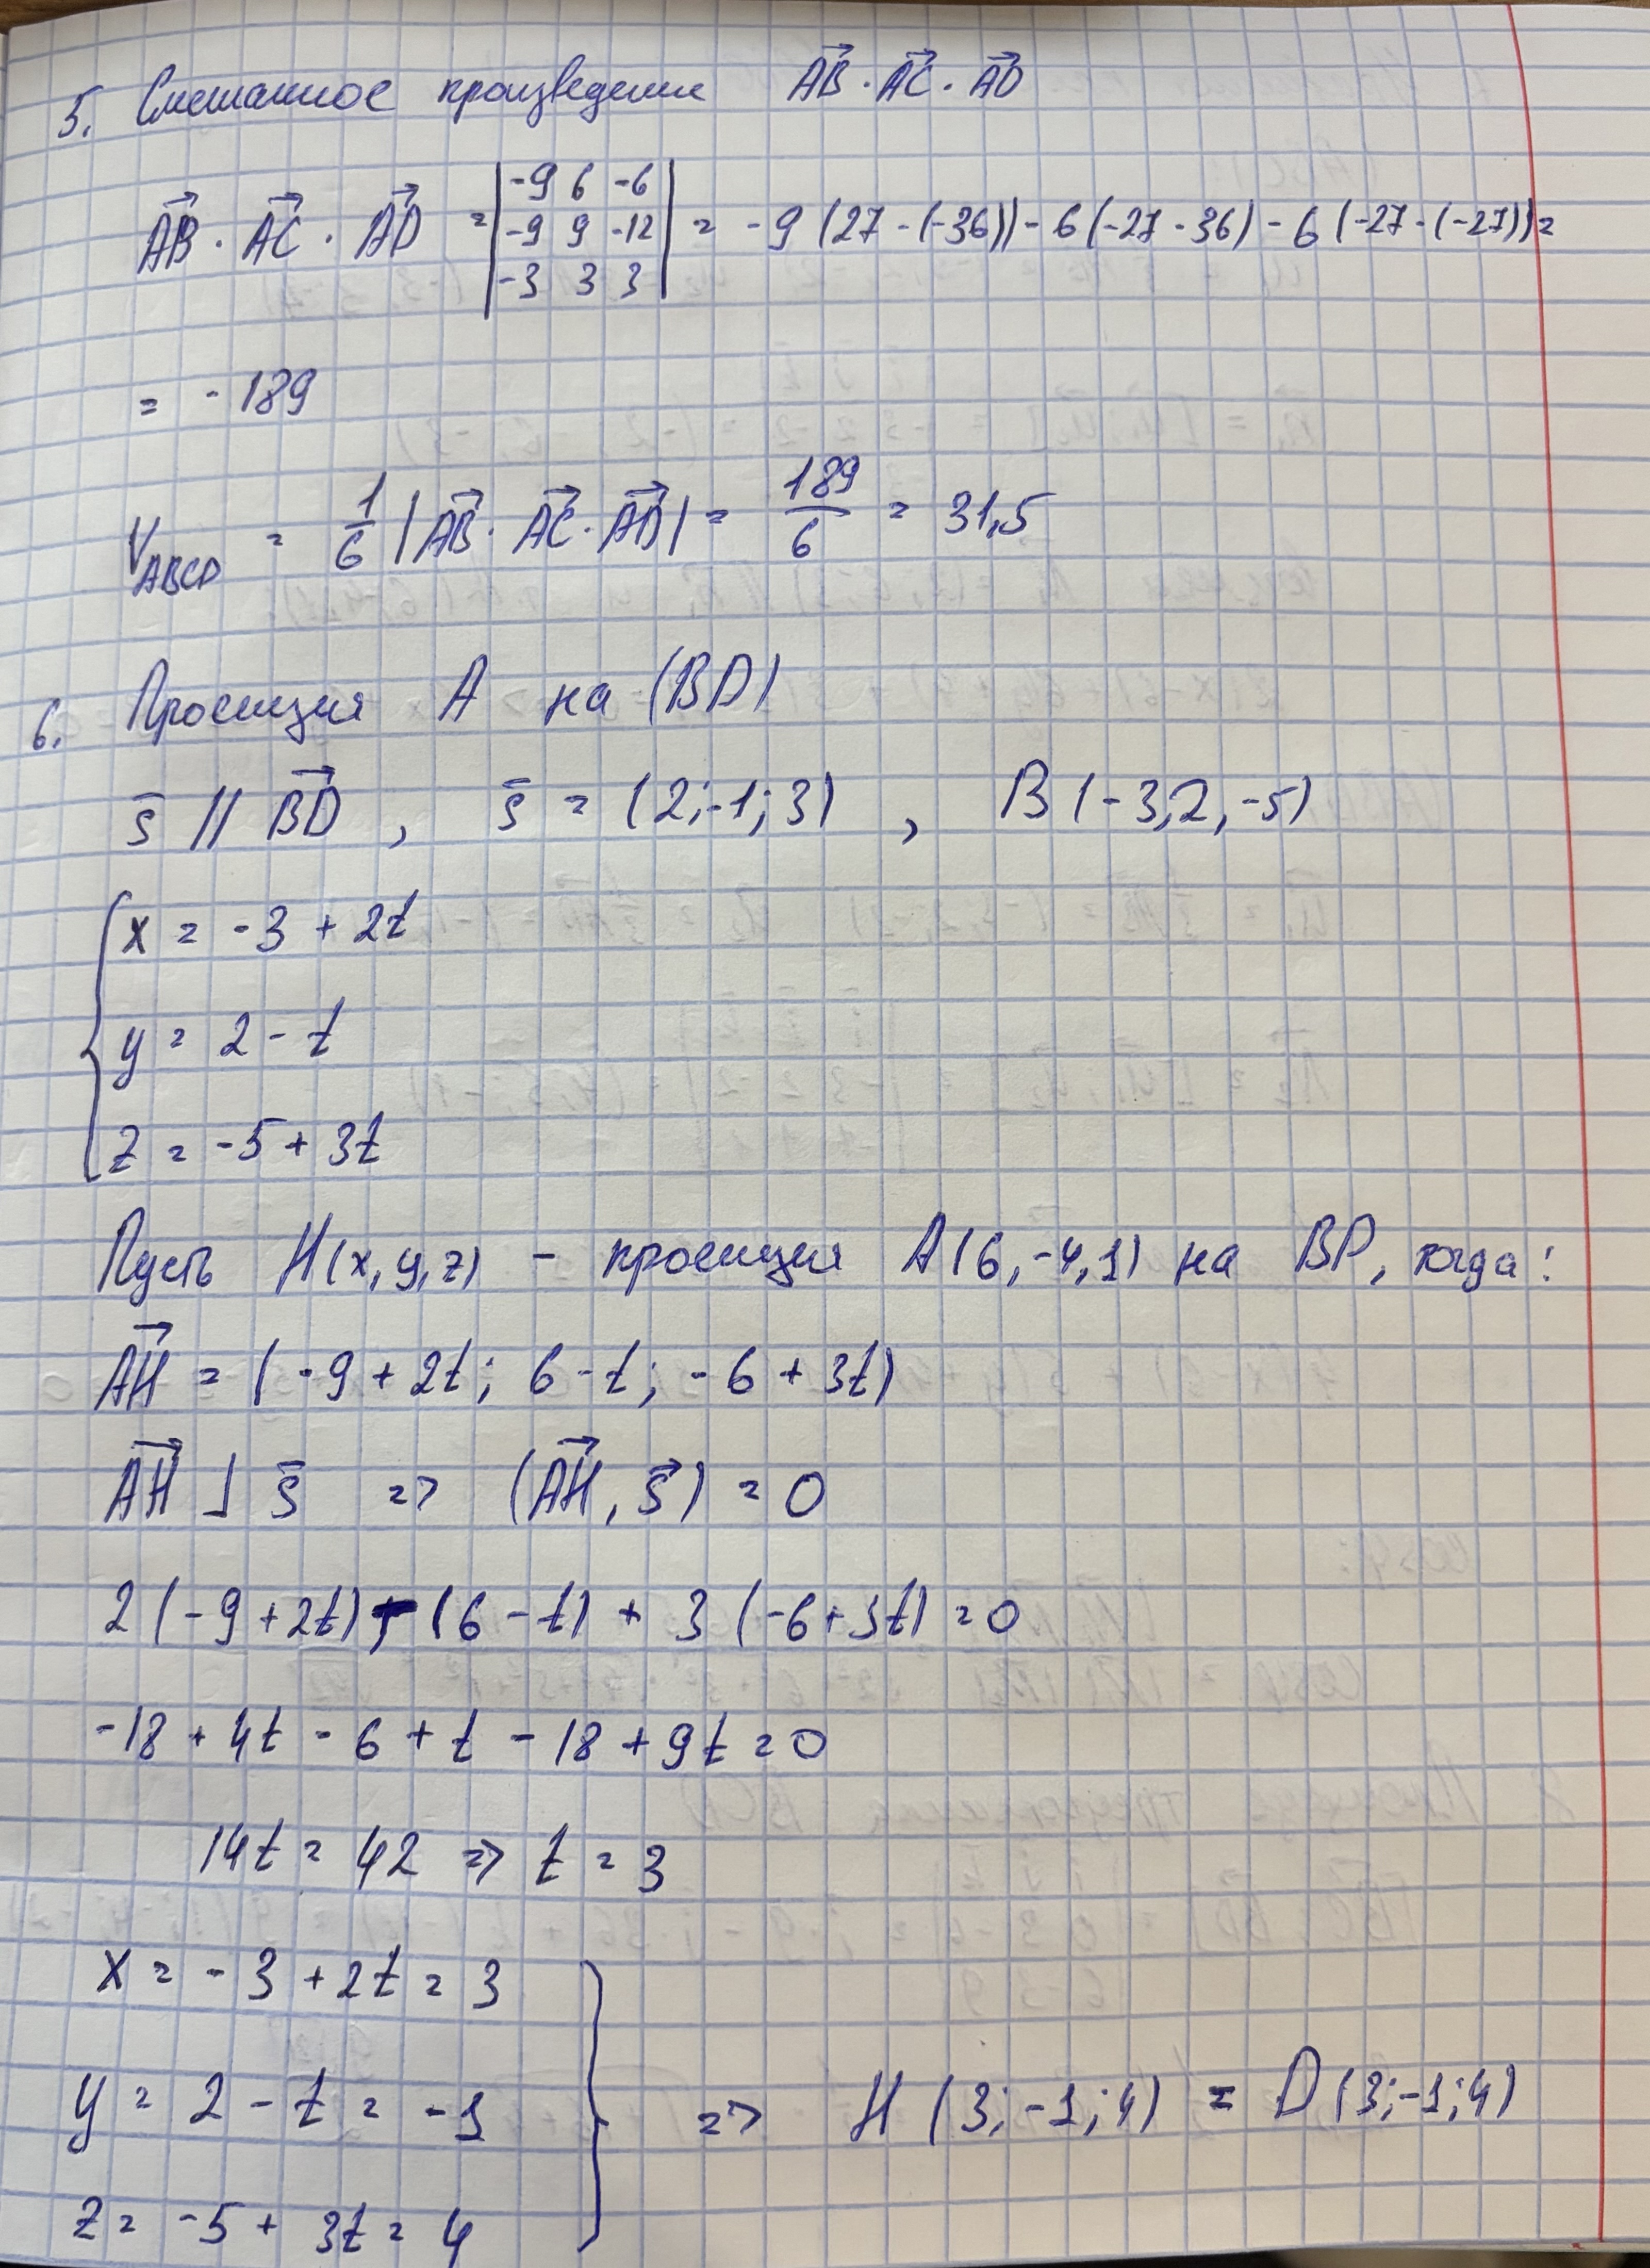 5. Смешанное произведение AB · AC · AD
AB · AC · AD = |-9 6 -6; -9 9 -12; -3 3 3| = -9 (27 - (-36)) - 6 (-27 - 36) - 6 (-27 - (-27)) =
= -189
V ABCD = 1/6 |AB · AC · AD| = 189/6 = 31,5
6. Проекция A на (BD)
s || BD, s = (2; -1; 3), B (-3, 2, -5)
x = -3 + 2t
y = 2 - t
z = -5 + 3t
Пусть H(x, y, z) - проекция A(6, -4, 1) на BD, тогда:
AH = (-9 + 2t; 6 - t; -6 + 3t)
AH ⊥ s => (AH, s) = 0
2 (-9 + 2t) - (6 - t) + 3 (-6 + 3t) = 0
-18 + 4t - 6 + t - 18 + 9t = 0
14t = 42 => t = 3
x = -3 + 2t = 3
y = 2 - t = -1
z = -5 + 3t = 4
=> H (3; -1; 4) = D (3; -1; 4)